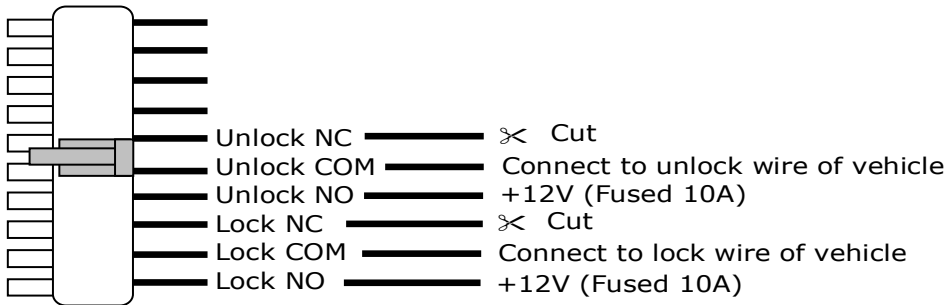 Unlock NC ✂ Cut
Unlock COM Connect to unlock wire of vehicle
Unlock NO +12V (Fused 10A)
Lock NC ✂ Cut
Lock COM Connect to lock wire of vehicle
Lock NO +12V (Fused 10A)